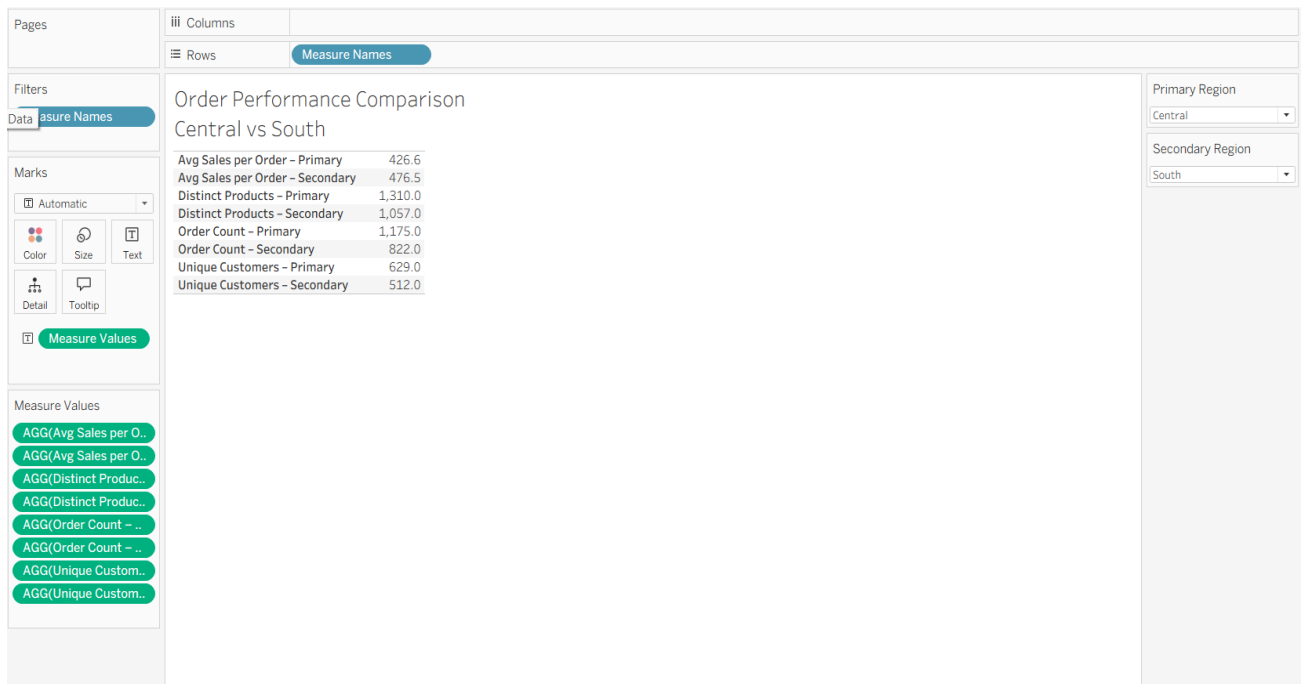 Pages
Columns
Rows
Measure Names
Filters
Data
asure Names
Marks
Automatic
Color
Size
Text
Detail
Tooltip
Measure Values
Measure Values
AGG(Avg Sales per O..
AGG(Avg Sales per O..
AGG(Distinct Produc..
AGG(Distinct Produc..
AGG(Order Count – ..
AGG(Order Count – ..
AGG(Unique Custom..
AGG(Unique Custom..
Order Performance Comparison
Central vs South
Avg Sales per Order – Primary 426.6
Avg Sales per Order – Secondary 476.5
Distinct Products – Primary 1,310.0
Distinct Products – Secondary 1,057.0
Order Count – Primary 1,175.0
Order Count – Secondary 822.0
Unique Customers – Primary 629.0
Unique Customers – Secondary 512.0
Primary Region
Central
Secondary Region
South